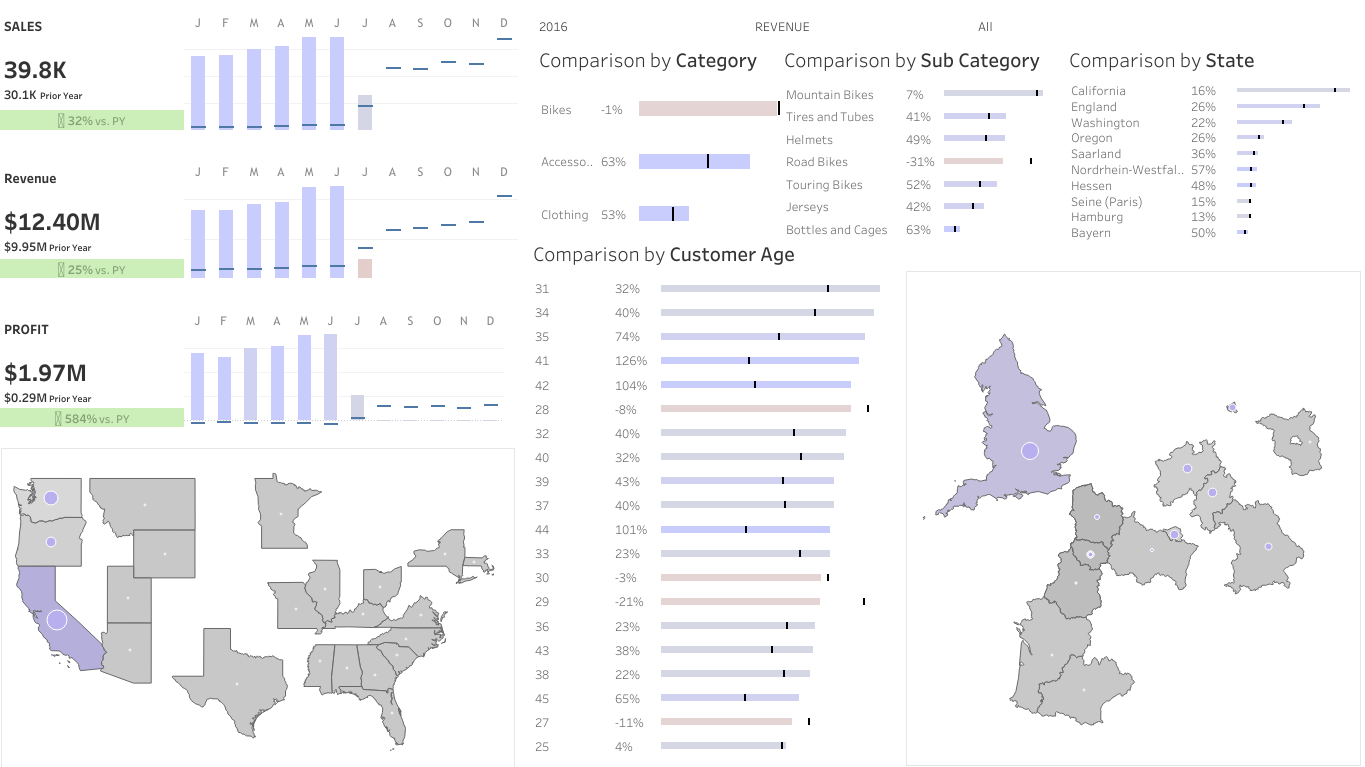 SALES
J F M A M J J A S O N D
39.8K
30.1K Prior Year
32% vs. PY
Revenue
J F M A M J J A S O N D
$12.40M
$9.95M Prior Year
25% vs. PY
PROFIT
J F M A M J J A S O N D
$1.97M
$0.29M Prior Year
584% vs. PY
2016 REVENUE All
Comparison by Category
Bikes -1%
Accesso.. 63%
Clothing 53%
Comparison by Sub Category
Mountain Bikes 7%
Tires and Tubes 41%
Helmets 49%
Road Bikes -31%
Touring Bikes 52%
Jerseys 42%
Bottles and Cages 63%
Comparison by State
California 16%
England 26%
Washington 22%
Oregon 26%
Saarland 36%
Nordrhein-Westfal.. 57%
Hessen 48%
Seine (Paris) 15%
Hamburg 13%
Bayern 50%
Comparison by Customer Age
31 32%
34 40%
35 74%
41 126%
42 104%
28 -8%
32 40%
40 32%
39 43%
37 40%
44 101%
33 23%
30 -3%
29 -21%
36 23%
43 38%
38 22%
45 65%
27 -11%
25 4%